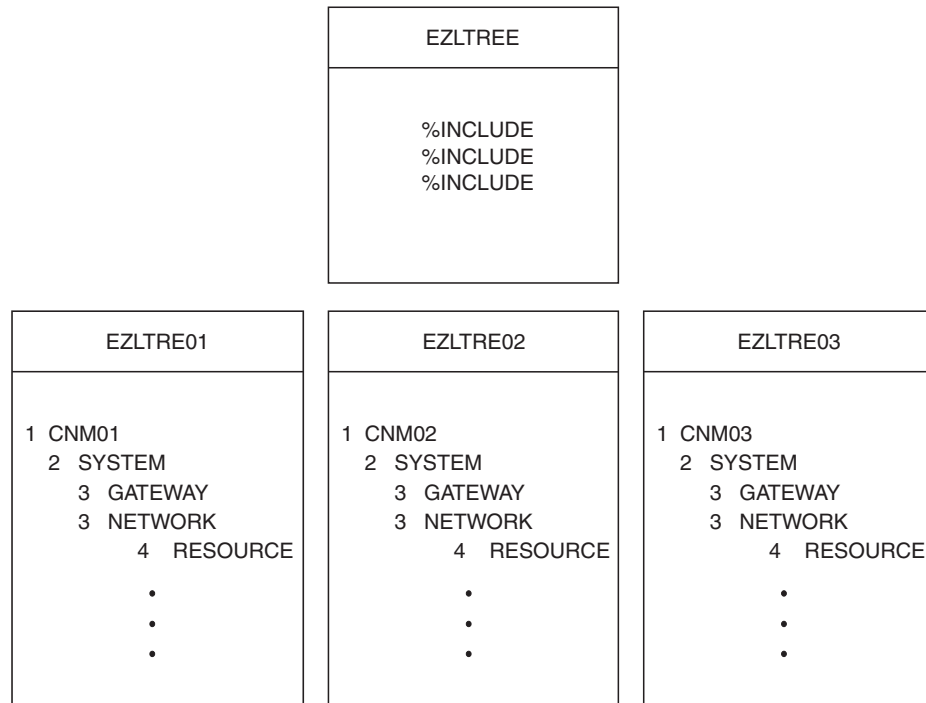 EZLTREE
%INCLUDE
%INCLUDE
%INCLUDE
EZLTRE01
1 CNM01
2 SYSTEM
3 GATEWAY
3 NETWORK
4 RESOURCE
EZLTRE02
1 CNM02
2 SYSTEM
3 GATEWAY
3 NETWORK
4 RESOURCE
EZLTRE03
1 CNM03
2 SYSTEM
3 GATEWAY
3 NETWORK
4 RESOURCE